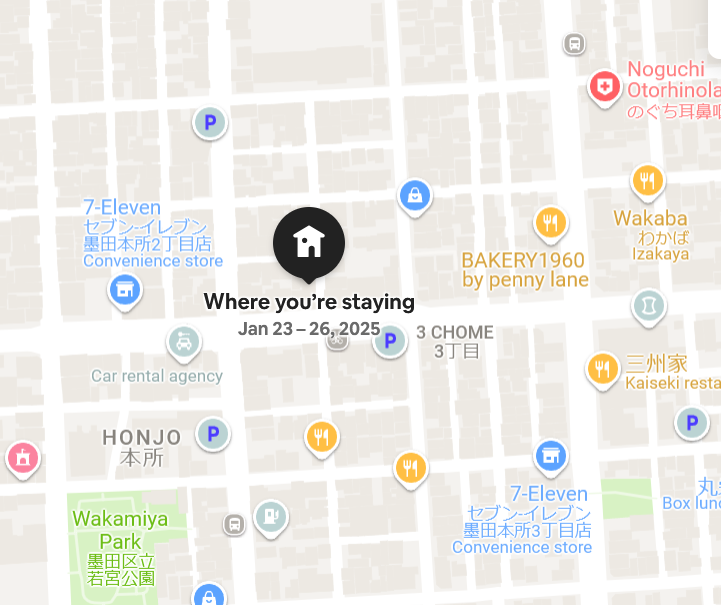 Noguchi
Otorhinola
のぐち耳鼻咽
P
7-Eleven
セブン-イレブン
墨田本所2丁目店
Convenience store
Wakaba
わかば
Izakaya
BAKERY1960
by penny lane
Where you're staying
Jan 23 – 26, 2025
P
3 CHOME
3丁目
三州家
Kaiseki resta
Car rental agency
P
HONJO
本所
P
7-Eleven
セブン-イレブン
墨田本所3丁目店
Convenience store
Box lunc
Wakamiya
Park
墨田区立
若宮公園